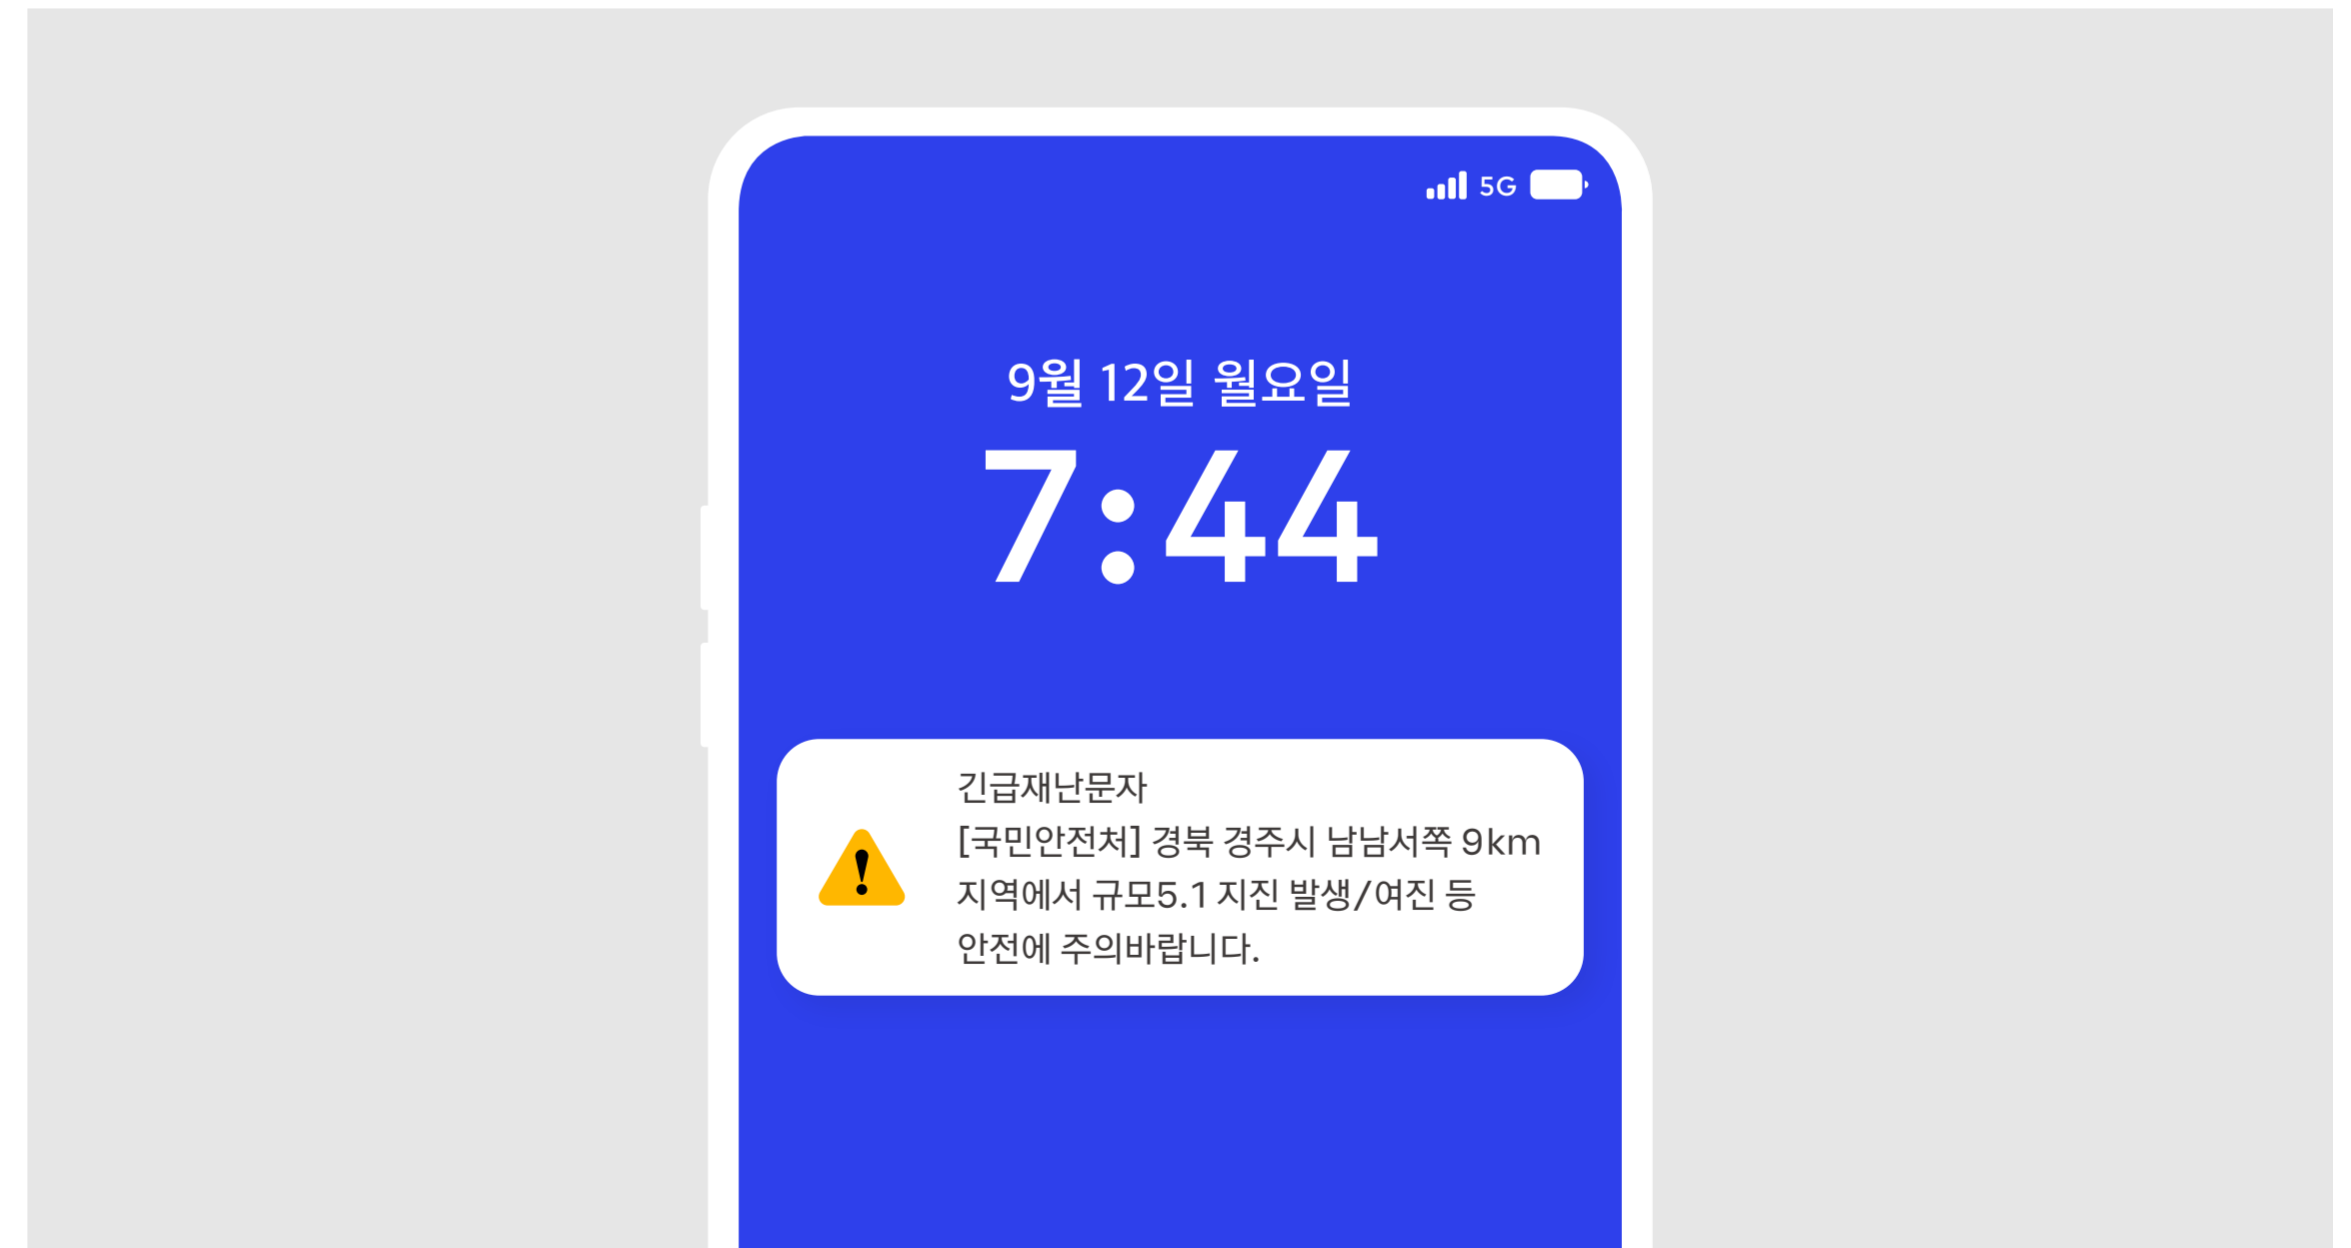 5G
9월 12일 월요일
7:44
긴급재난문자
[국민안전처] 경북 경주시 남남서쪽 9km
지역에서 규모5.1 지진 발생/여진 등
안전에 주의바랍니다.